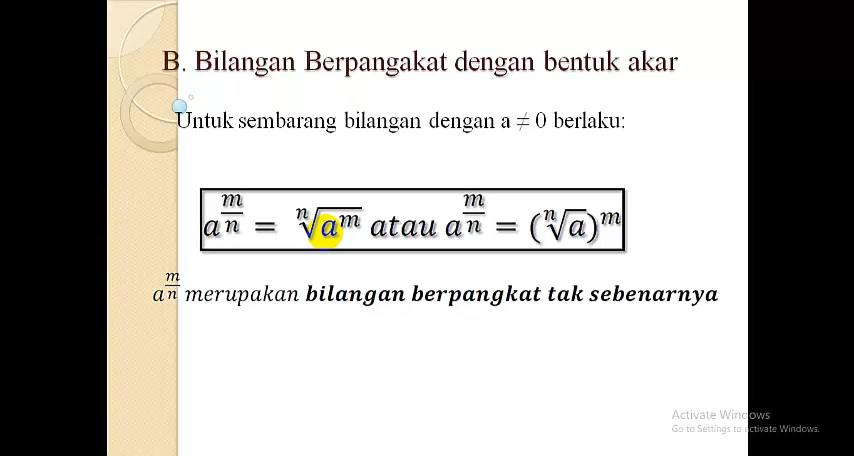 B. Bilangan Berpangakat dengan bentuk akar
Untuk sembarang bilangan dengan a ≠ 0 berlaku:
a^(m/n) = ⁿ√(a^m) atau a^(m/n) = (ⁿ√a)^m
a^(m/n) merupakan bilangan berpangkat tak sebenarnya
Activate Windows
Go to Settings to activate Windows.